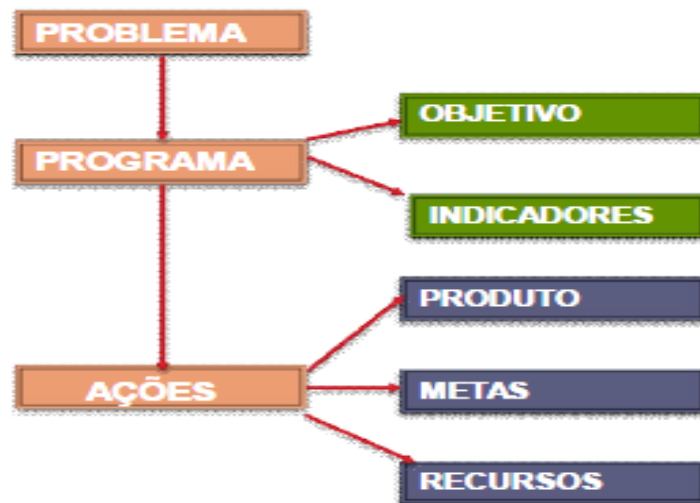 PROBLEMA
PROGRAMA
OBJETIVO
INDICADORES
AÇÕES
PRODUTO
METAS
RECURSOS